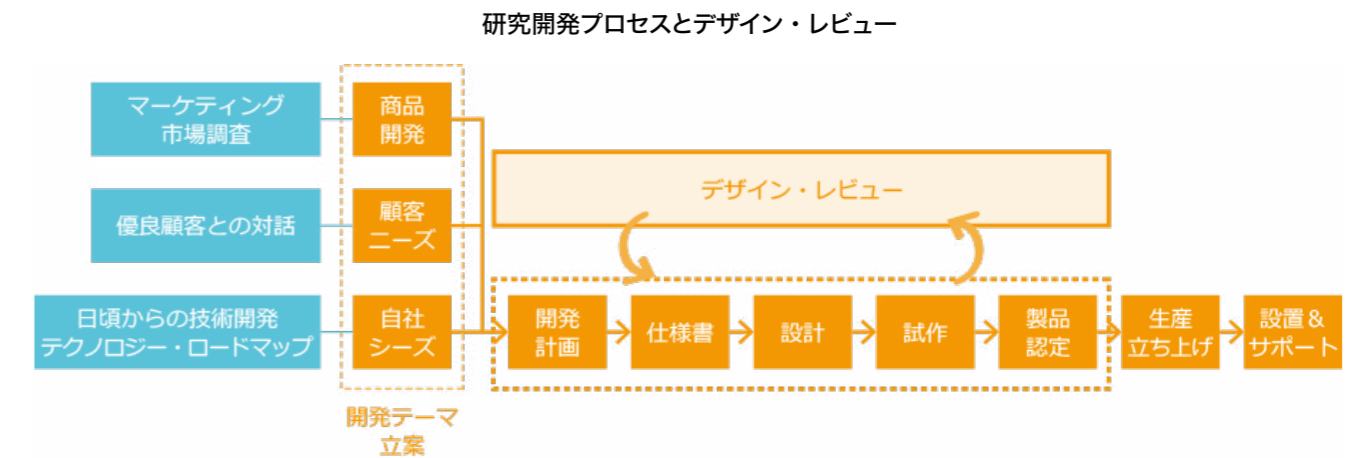 研究開発プロセスとデザイン・レビュー
マーケティング
市場調査
商品
開発
デザイン・レビュー
優良顧客との対話
顧客
ニーズ
日頃からの技術開発
テクノロジー・ロードマップ
自社
シーズ
開発
計画
仕様書
設計
試作
製品
認定
生産
立ち上げ
設置＆
サポート
開発テーマ
立案